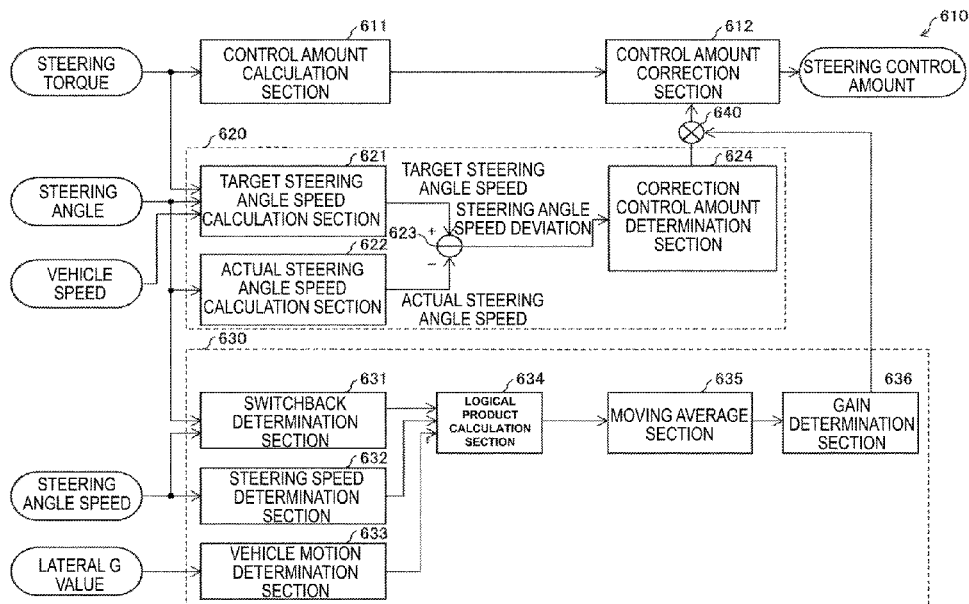 610
611
612
STEERING
TORQUE
CONTROL AMOUNT
CALCULATION
SECTION
CONTROL AMOUNT
CORRECTION
SECTION
STEERING CONTROL
AMOUNT
640
620
621
624
STEERING
ANGLE
TARGET STEERING
ANGLE SPEED
CALCULATION SECTION
TARGET STEERING
ANGLE SPEED
STEERING ANGLE
SPEED DEVIATION
CORRECTION
CONTROL AMOUNT
DETERMINATION
SECTION
+
623
−
622
VEHICLE
SPEED
ACTUAL STEERING
ANGLE SPEED
CALCULATION SECTION
ACTUAL STEERING
ANGLE SPEED
630
631
634
635
636
SWITCHBACK
DETERMINATION
SECTION
LOGICAL
PRODUCT
CALCULATION
SECTION
MOVING AVERAGE
SECTION
GAIN
DETERMINATION
SECTION
632
STEERING
ANGLE SPEED
STEERING SPEED
DETERMINATION
SECTION
633
LATERAL G
VALUE
VEHICLE MOTION
DETERMINATION
SECTION